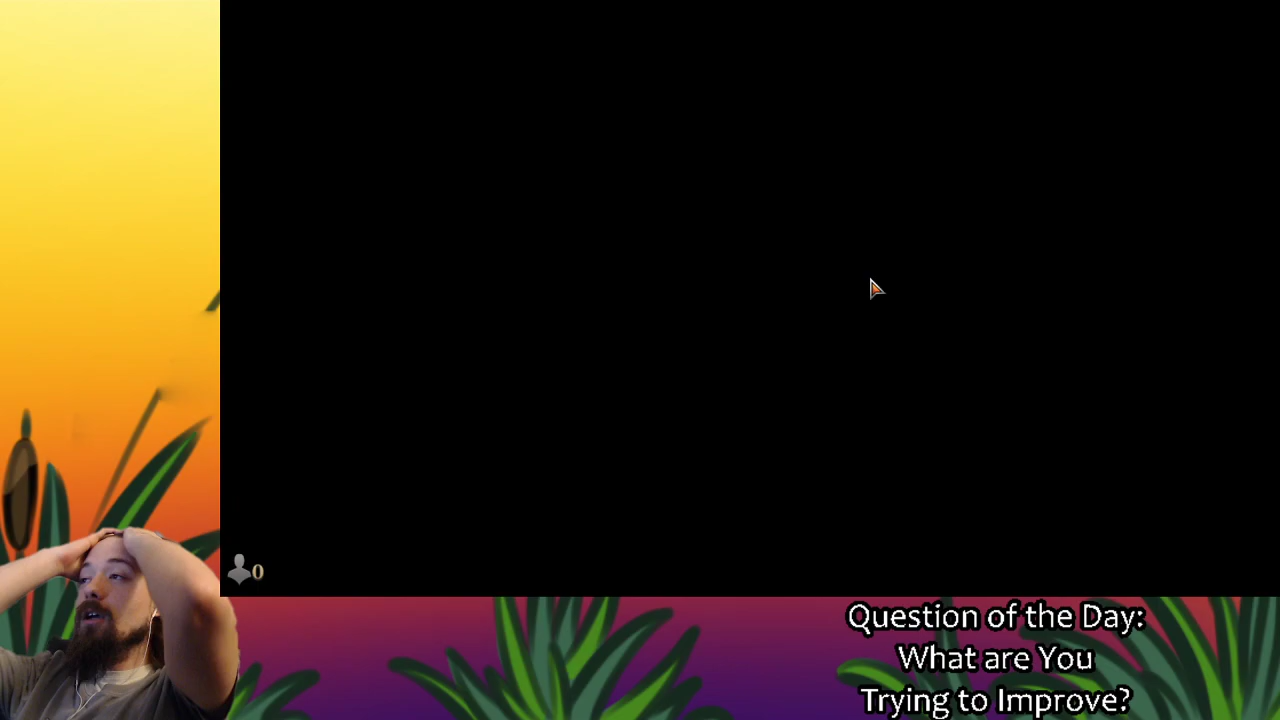 0
Question of the Day:
What are You
Trying to Improve?